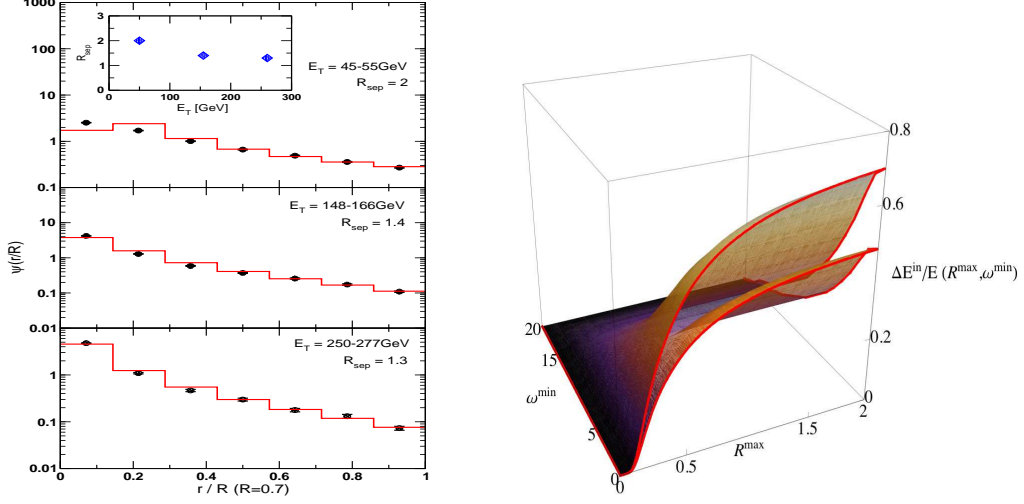 1000
100
10
1
0.1
3
2
1
0
R_sep
0 100 200 300
E_T [GeV]
E_T = 45-55GeV
R_sep = 2
10
1
0.1
0.01
ψ(r/R)
E_T = 148-166GeV
R_sep = 1.4
1
0.1
0.01
E_T = 250-277GeV
R_sep = 1.3
0 0.2 0.4 0.6 0.8 1
r / R (R=0.7)
0.8
0.6
ΔE^in/E (R^max,ω^min)
0.2
0
20
15
ω^min
5
0
0
0.5
R^max
1.5
2